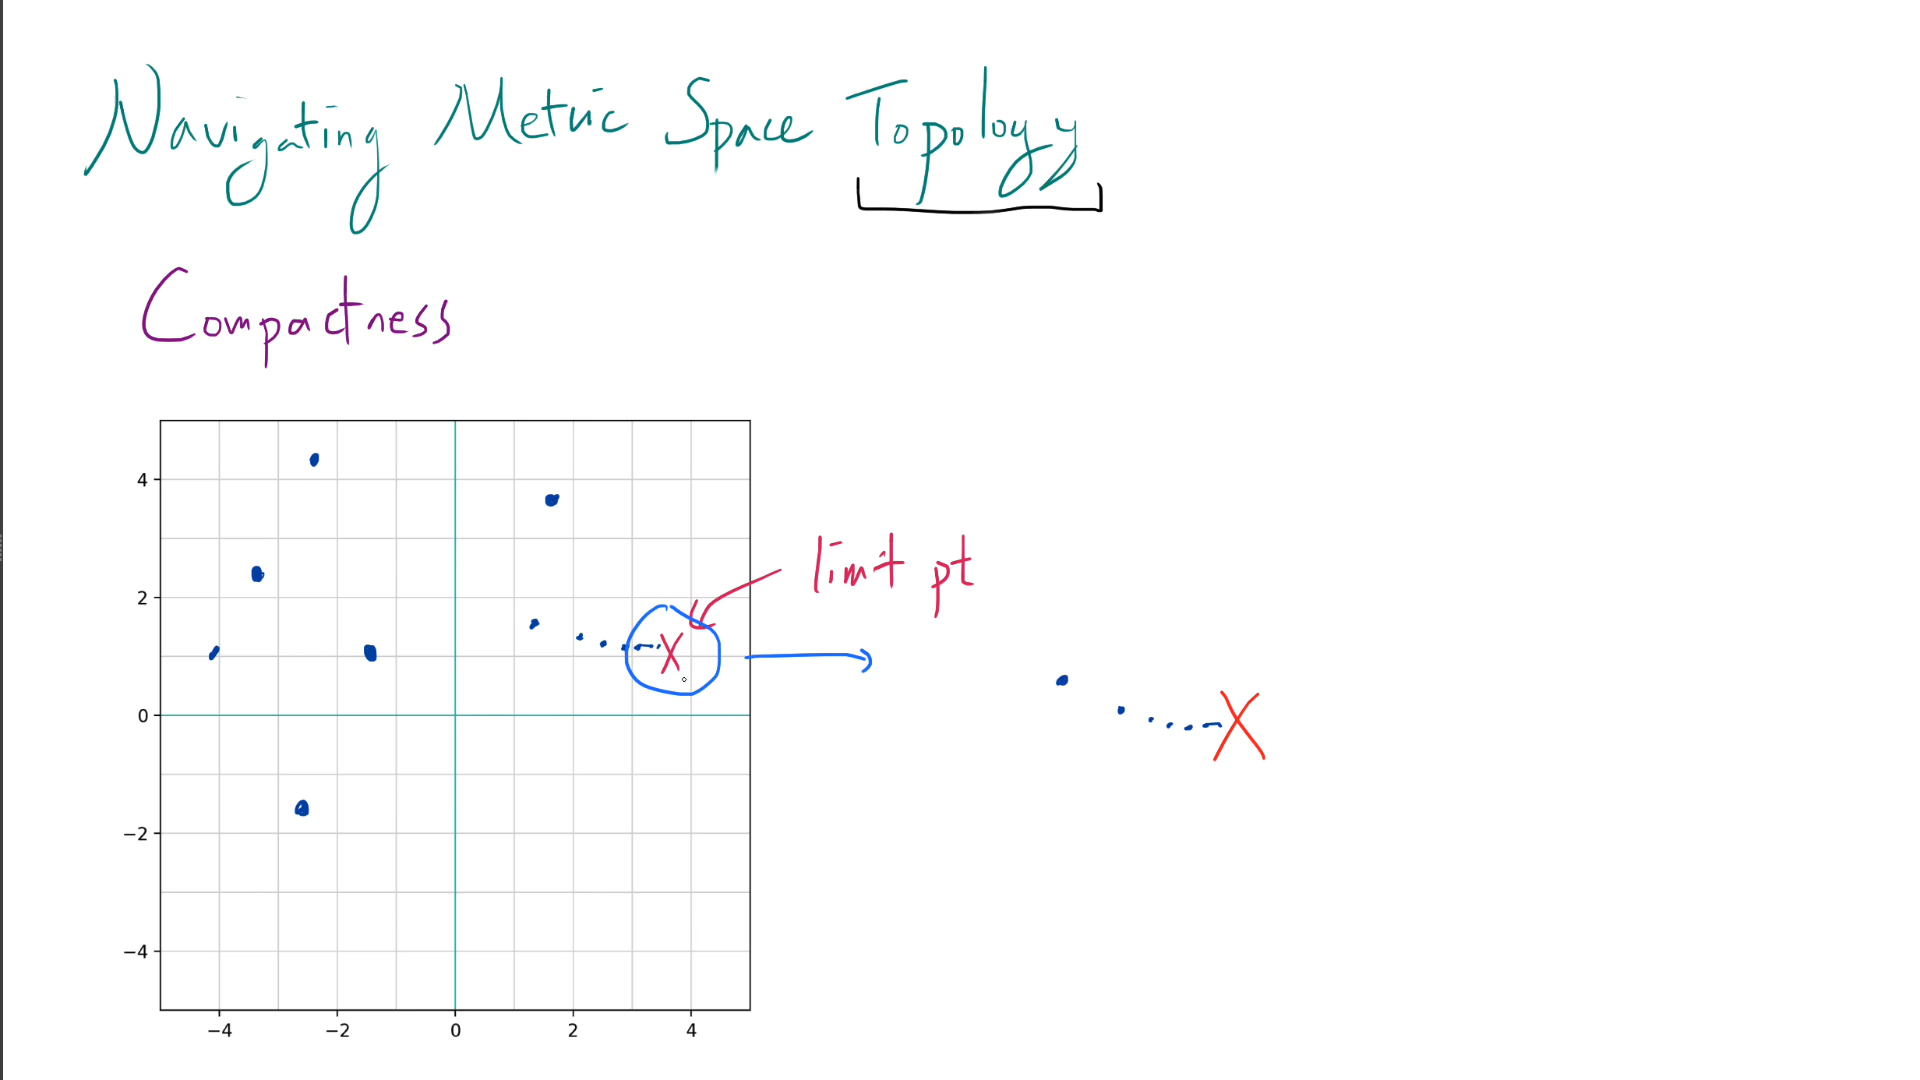 Navigating Metric Space Topology
Compactness
4
2
0
−2
−4
−4 −2 0 2 4
limit pt
X
X